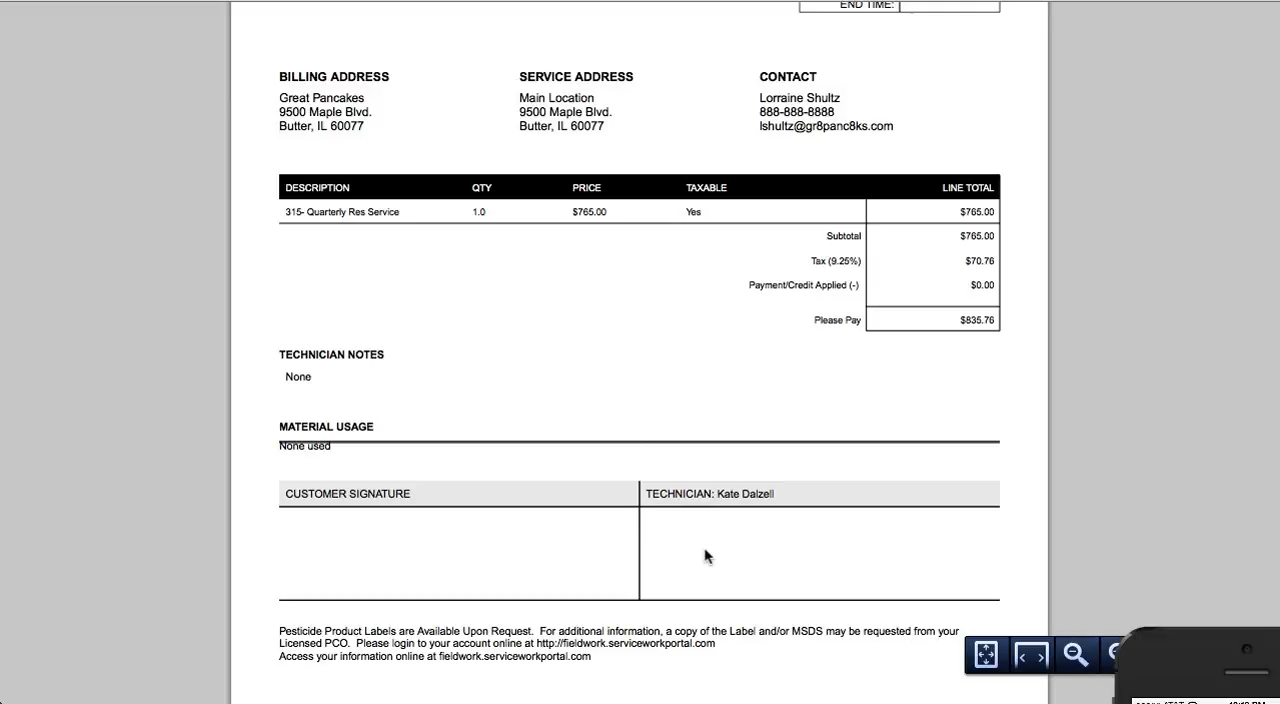 END TIME:
BILLING ADDRESS
Great Pancakes
9500 Maple Blvd.
Butter, IL 60077
SERVICE ADDRESS
Main Location
9500 Maple Blvd.
Butter, IL 60077
CONTACT
Lorraine Shultz
888-888-8888
lshultz@gr8panc8ks.com
DESCRIPTION QTY PRICE TAXABLE LINE TOTAL
315- Quarterly Res Service 1.0 $765.00 Yes $765.00
Subtotal $765.00
Tax (9.25%) $70.76
Payment/Credit Applied (-) $0.00
Please Pay $835.76
TECHNICIAN NOTES
None
MATERIAL USAGE
None used
CUSTOMER SIGNATURE TECHNICIAN: Kate Dalzell
Pesticide Product Labels are Available Upon Request. For additional information, a copy of the Label and/or MSDS may be requested from your
Licensed PCO. Please login to your account online at http://fieldwork.serviceworkportal.com
Access your information online at fieldwork.serviceworkportal.com